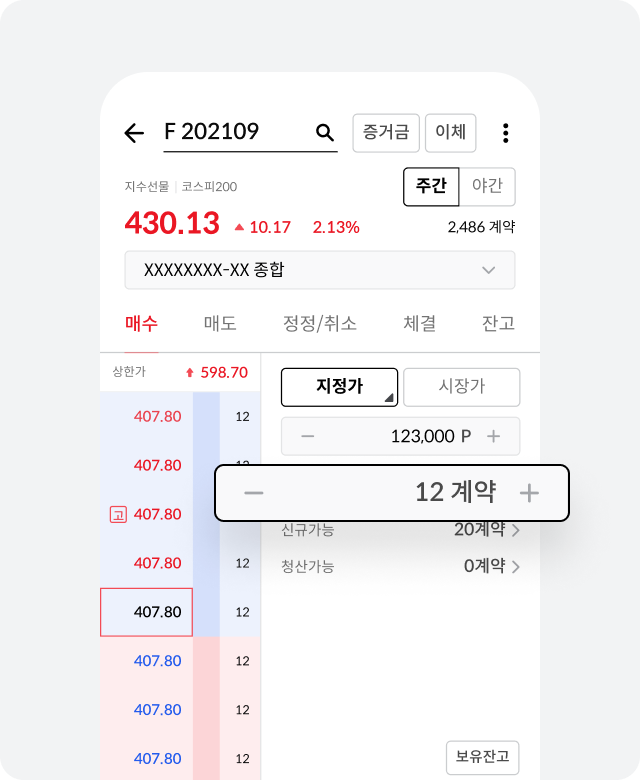 F 202109 증거금 이체
지수선물 | 코스피200 주간 야간
430.13 ▲ 10.17 2.13% 2,486 계약
XXXXXXXX-XX 종합
매수 매도 정정/취소 체결 잔고
상한가 598.70 지정가 시장가
407.80 12
− 123,000 P +
407.80
− 12 계약 +
고 407.80
신규가능 20계약
407.80 12
청산가능 0계약
407.80 12
407.80 12
407.80 12
407.80 12
보유잔고